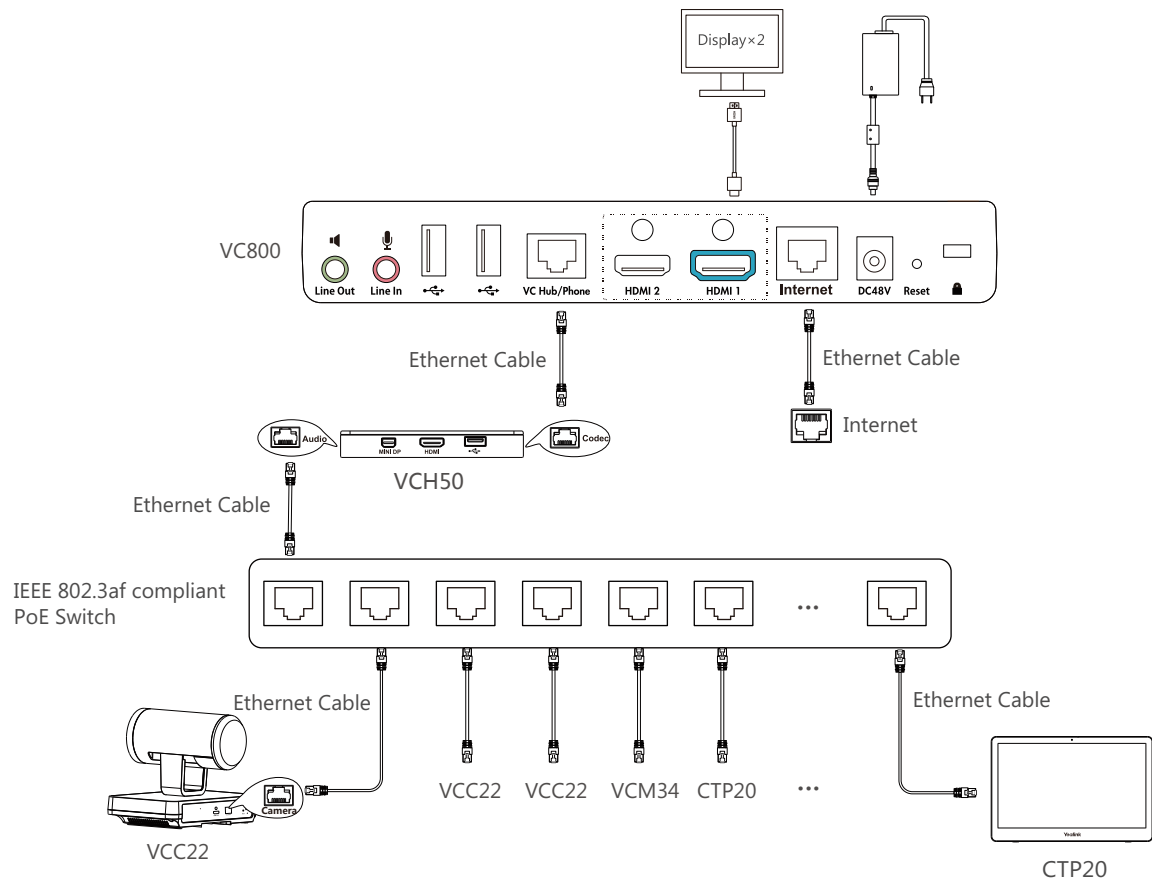 Display×2
VC800
Line Out
Line In
VC Hub/Phone
HDMI 2
HDMI 1
Internet
DC48V
Reset
Ethernet Cable
Ethernet Cable
Internet
Audio
MINI DP
HDMI
Codec
VCH50
Ethernet Cable
IEEE 802.3af compliant
PoE Switch
...
Ethernet Cable
Ethernet Cable
Camera
VCC22
VCC22
VCC22
VCM34
CTP20
...
Yealink
CTP20